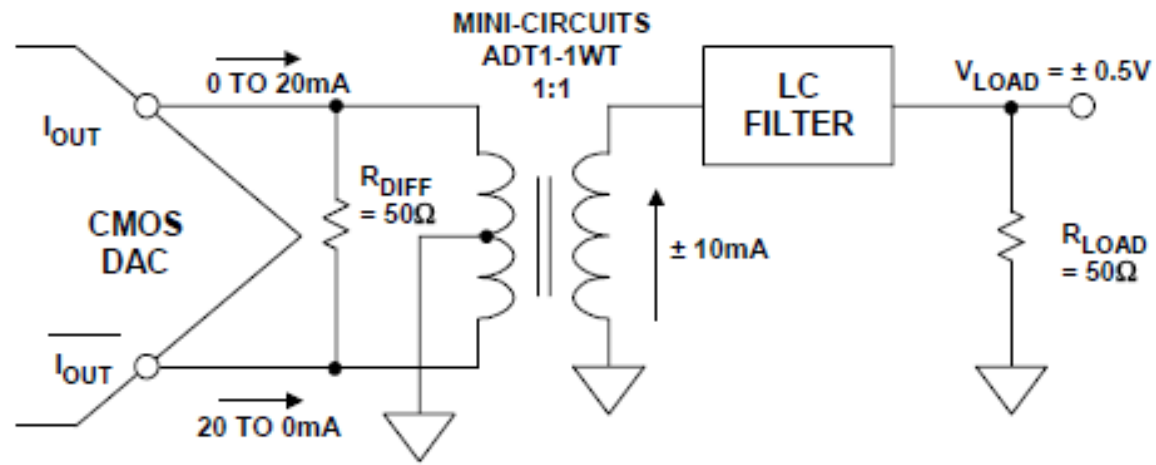 MINI-CIRCUITS
ADT1-1WT
1:1
0 TO 20mA
I_OUT
CMOS
DAC
R_DIFF
= 50Ω
I_OUT
20 TO 0mA
± 10mA
LC
FILTER
V_LOAD = ± 0.5V
R_LOAD
= 50Ω